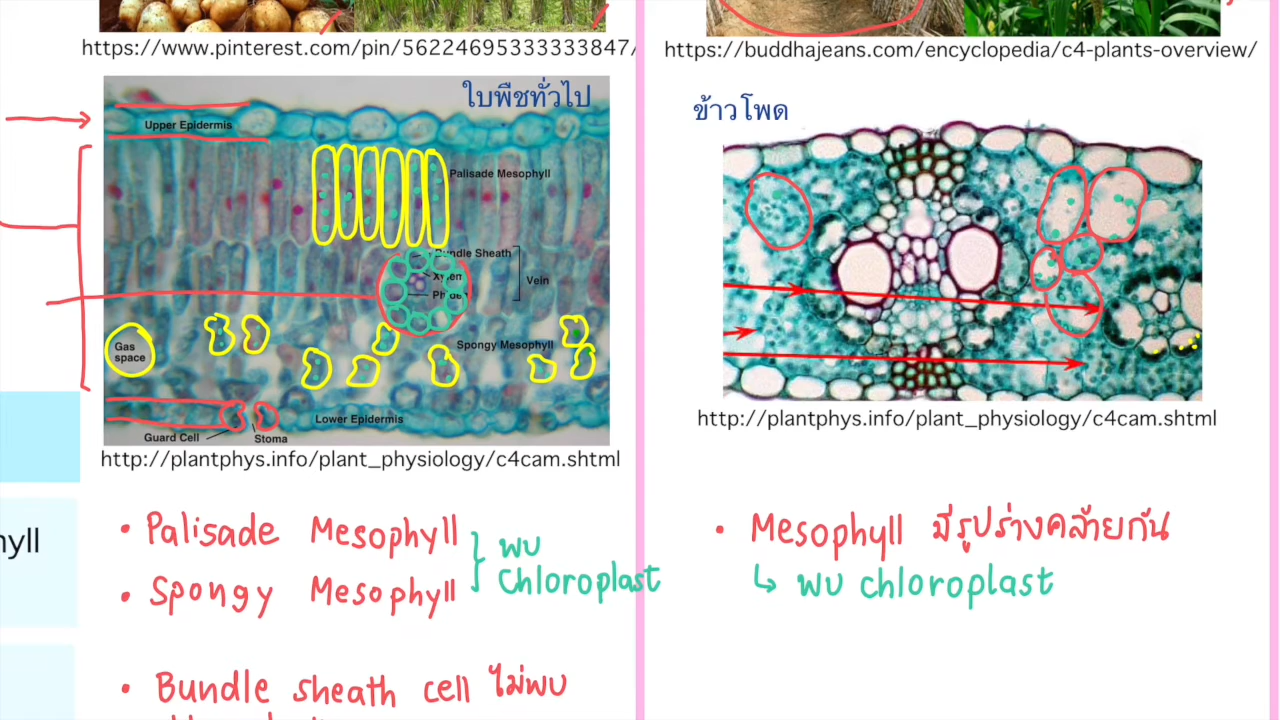 https://www.pinterest.com/pin/56224695333333847/
ใบพืชทั่วไป
Upper Epidermis
Palisade Mesophyll
Bundle Sheath
Xylem
Vein
Gas
space
Spongy Mesophyll
Lower Epidermis
Guard Cell
Stoma
http://plantphys.info/plant_physiology/c4cam.shtml
• Palisade Mesophyll
• Spongy Mesophyll
พบ
Chloroplast
• Bundle sheath cell ไม่พบ
https://buddhajeans.com/encyclopedia/c4-plants-overview/
ข้าวโพด
http://plantphys.info/plant_physiology/c4cam.shtml
• Mesophyll มีรูปร่างคล้ายกัน
↳ พบ chloroplast